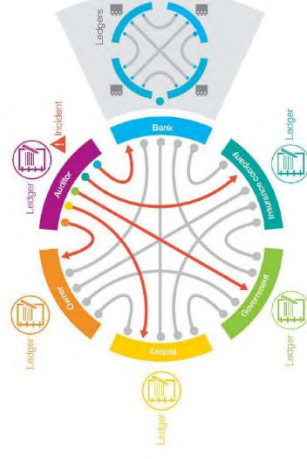 Ledgers
Incident
Ledger
Auditor
Bank
Ledger
Owner
Insurance company
Ledger
Notary
Government
Ledger
Ledger